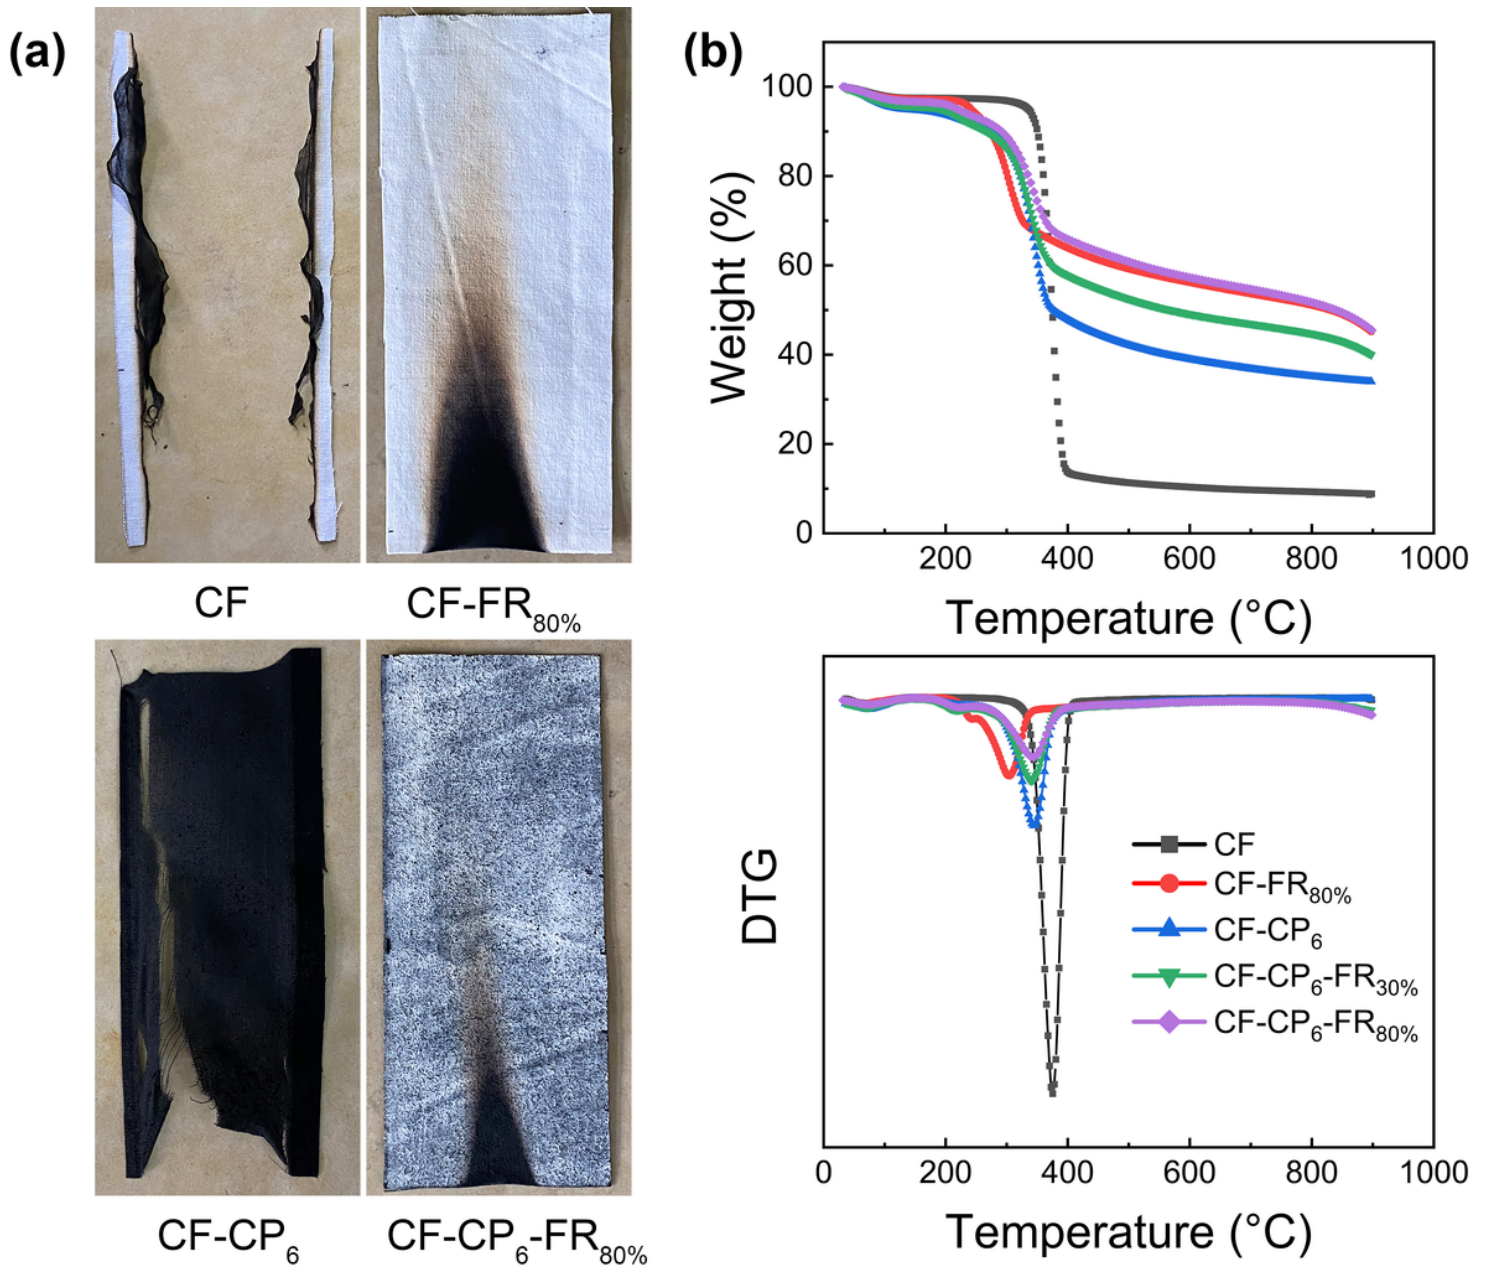 (a)
CF
CF-FR80%
CF-CP6
CF-CP6-FR80%
(b)
Weight (%)
100
80
60
40
20
0
200
400
600
800
1000
Temperature (°C)
DTG
CF
CF-FR80%
CF-CP6
CF-CP6-FR30%
CF-CP6-FR80%
0
200
400
600
800
1000
Temperature (°C)